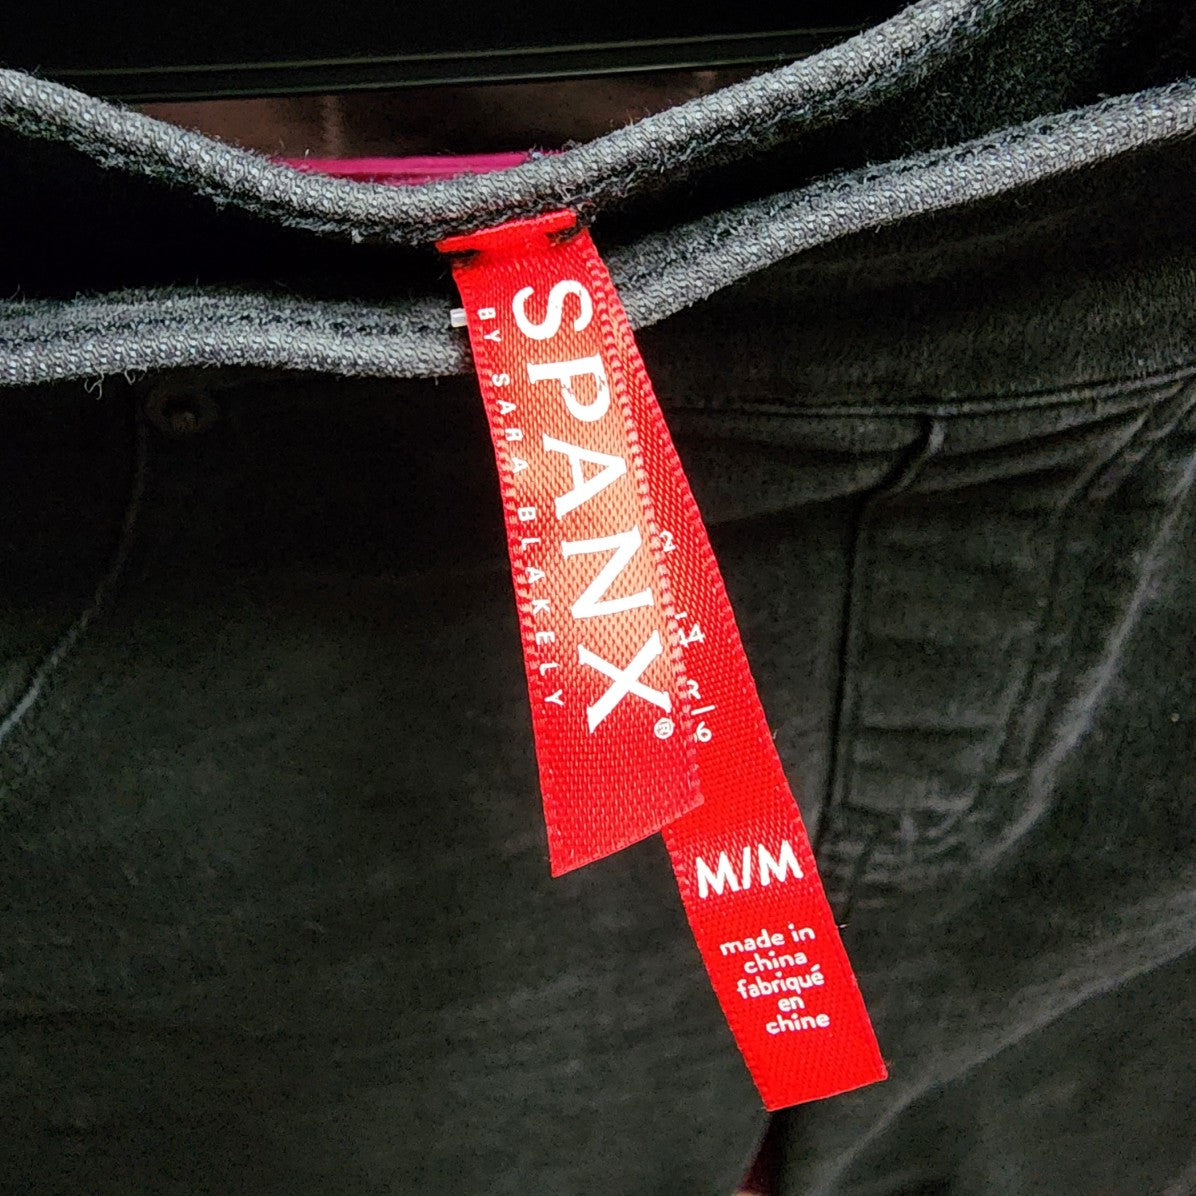 SPANX®
BY SARA BLAKELY
M/M
made in
china
fabriqué
en
chine